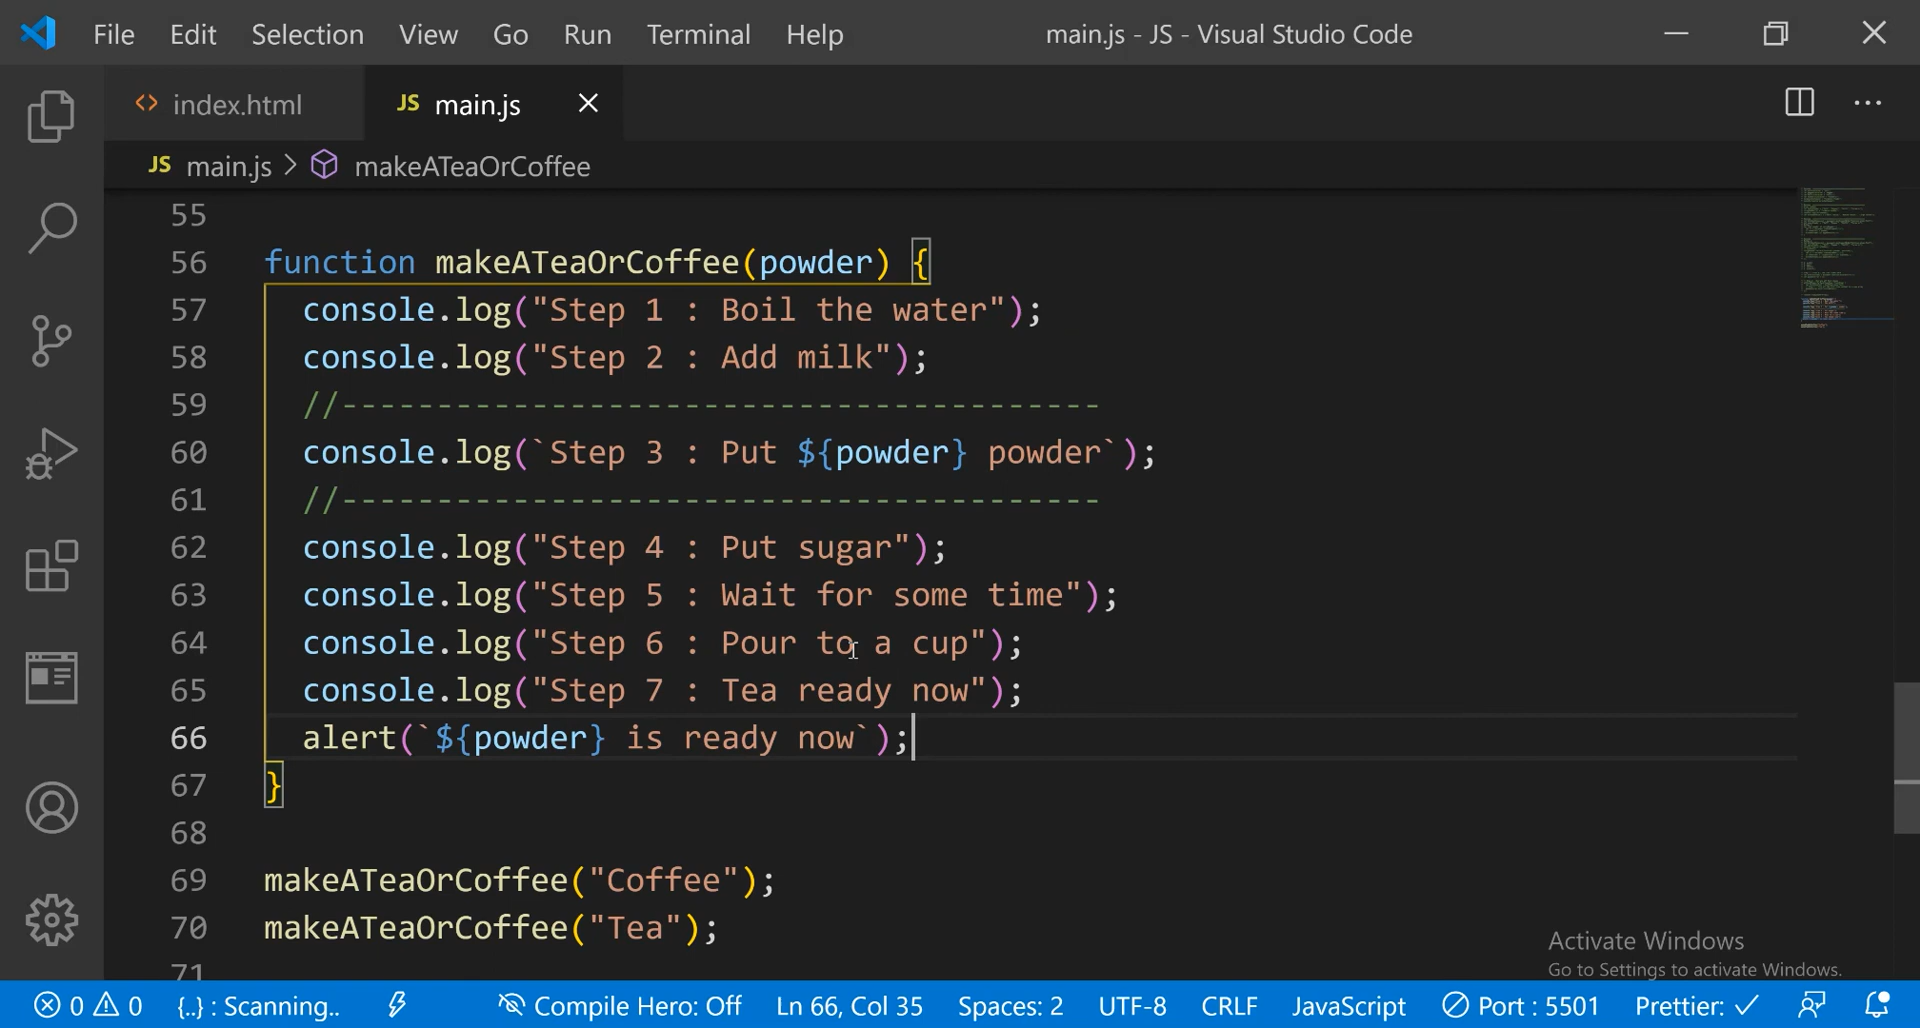 File Edit Selection View Go Run Terminal Help main.js - JS - Visual Studio Code
<> index.html JS main.js
JS main.js > makeATeaOrCoffee
55
56 function makeATeaOrCoffee(powder) {
57 console.log("Step 1 : Boil the water");
58 console.log("Step 2 : Add milk");
59 //----------------------------------------
60 console.log(`Step 3 : Put ${powder} powder`);
61 //----------------------------------------
62 console.log("Step 4 : Put sugar");
63 console.log("Step 5 : Wait for some time");
64 console.log("Step 6 : Pour to a cup");
65 console.log("Step 7 : Tea ready now");
66 alert(`${powder} is ready now`);
67 }
68
69 makeATeaOrCoffee("Coffee");
70 makeATeaOrCoffee("Tea");
71
Activate Windows
Go to Settings to activate Windows.
0 0 {..} : Scanning.. Compile Hero: Off Ln 66, Col 35 Spaces: 2 UTF-8 CRLF JavaScript Port : 5501 Prettier: ✓